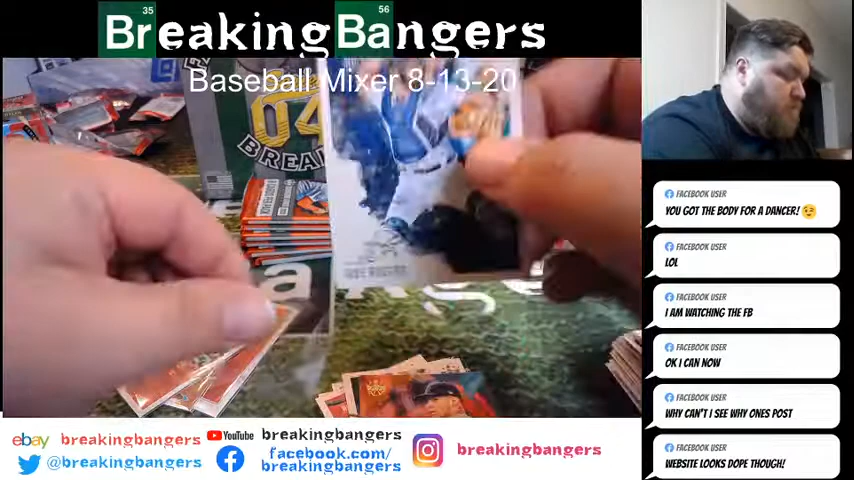 35
56
BreakingBangers
Baseball Mixer 8-13-20
04
BREA
a
FACEBOOK USER
YOU GOT THE BODY FOR A DANCER! 😉
FACEBOOK USER
LOL
FACEBOOK USER
I AM WATCHING THE FB
FACEBOOK USER
OK I CAN NOW
FACEBOOK USER
WHY CAN'T I SEE WHY ONES POST
FACEBOOK USER
WEBSITE LOOKS DOPE THOUGH!
ebay breakingbangers
YouTube breakingbangers
@breakingbangers
facebook.com/
breakingbangers
breakingbangers